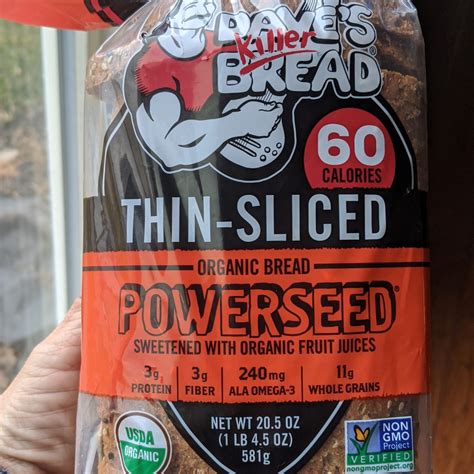 DAVE'S
Killer
BREAD®
60
CALORIES
THIN-SLICED
ORGANIC BREAD
POWERSEED®
SWEETENED WITH ORGANIC FRUIT JUICES
3g PROTEIN
3g FIBER
240mg ALA OMEGA-3
11g WHOLE GRAINS
NET WT 20.5 OZ
(1 LB 4.5 OZ)
581g
USDA
ORGANIC
NON
GMO
Project
VERIFIED
nongmoproject.org